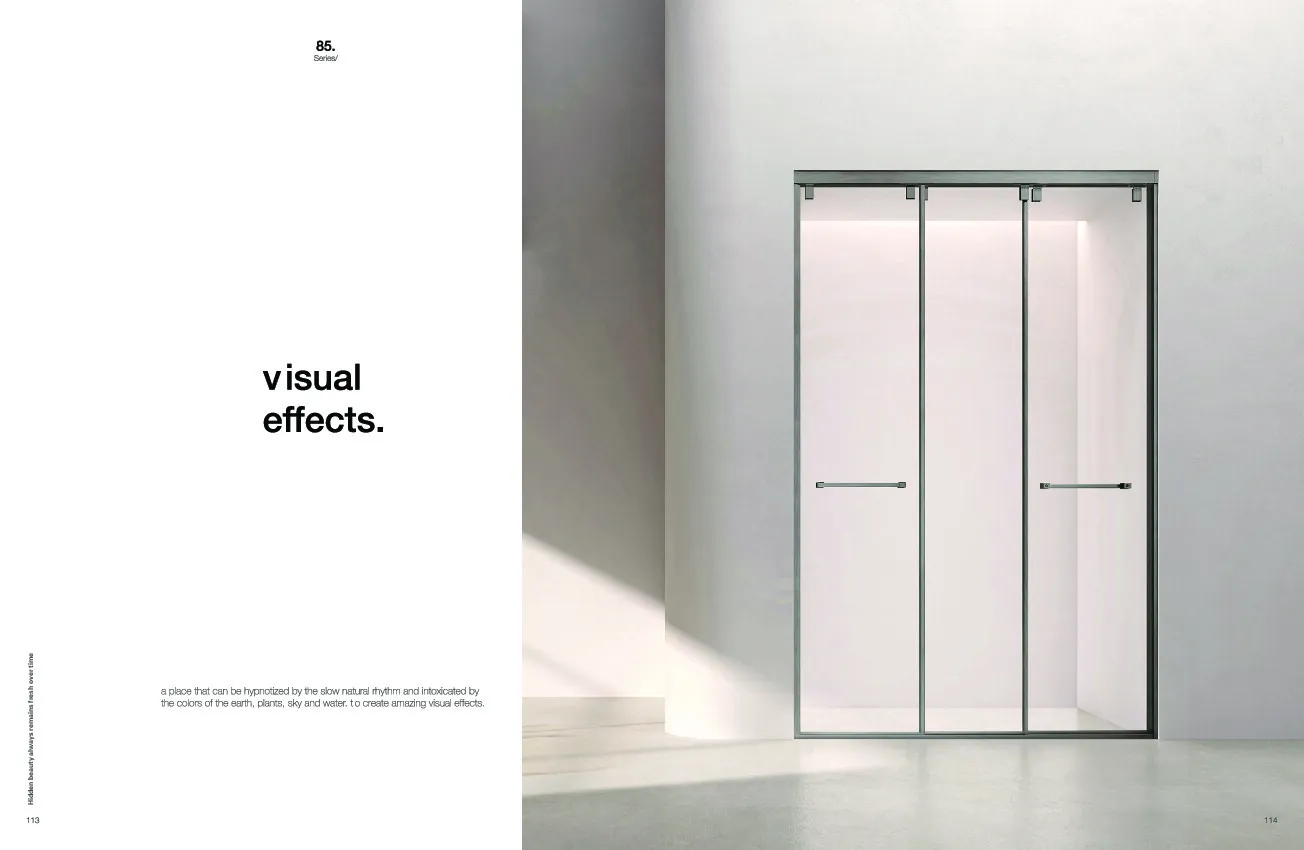 85.
Series/
visual
effects.
a place that can be hypnotized by the slow natural rhythm and intoxicated by
the colors of the earth, plants, sky and water. to create amazing visual effects.
Hidden beauty always remains fresh over time
113
114